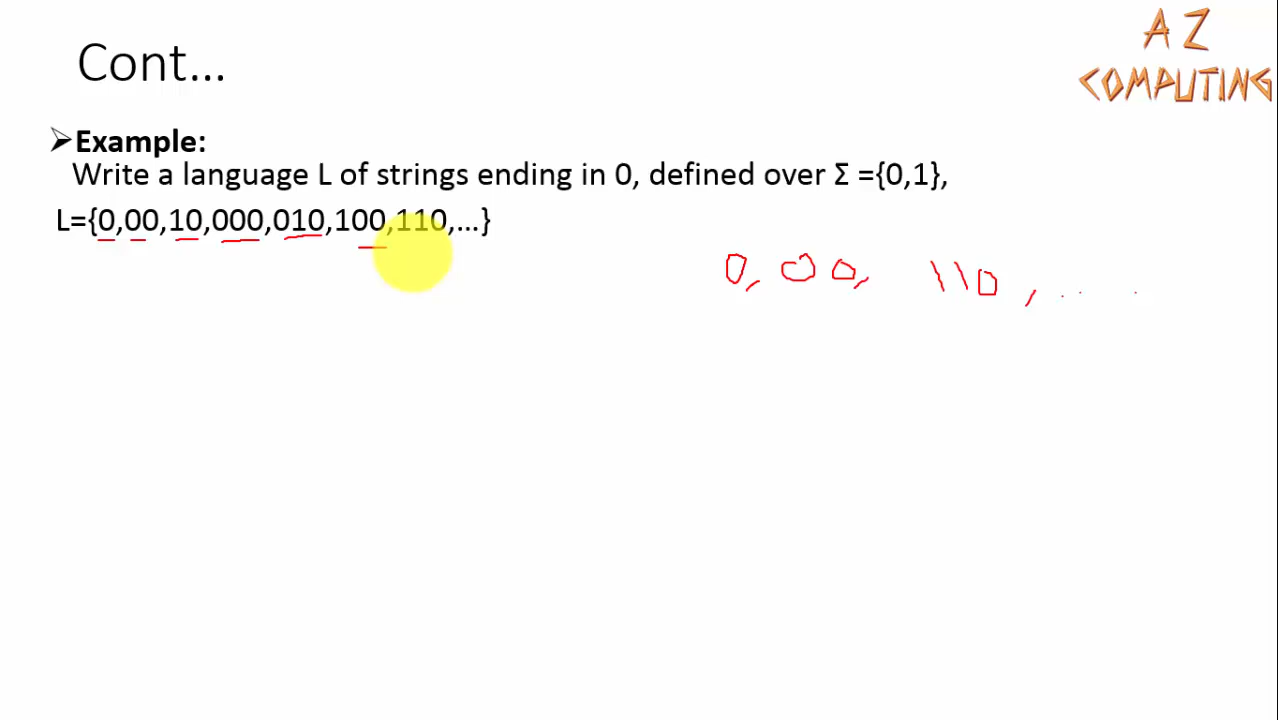 A Z
COMPUTING
Cont...
➢Example:
Write a language L of strings ending in 0, defined over Σ ={0,1},
L={0,00,10,000,010,100,110,...}
0, 00, 110, ...